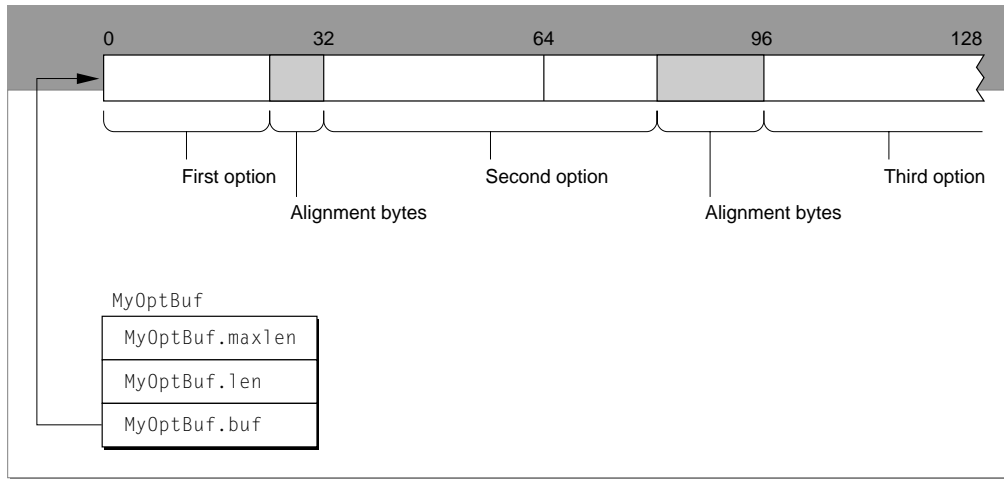 0 32 64 96 128
First option Second option Third option
Alignment bytes Alignment bytes
MyOptBuf
MyOptBuf.maxlen
MyOptBuf.len
MyOptBuf.buf